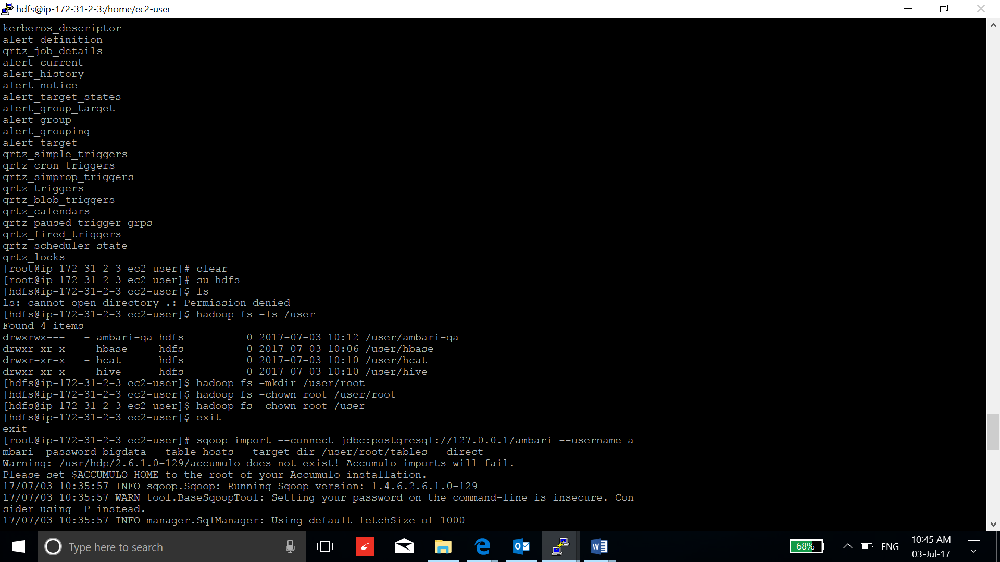 hdfs@ip-172-31-2-3:/home/ec2-user
kerberos_descriptor
alert_definition
qrtz_job_details
alert_current
alert_history
alert_notice
alert_target_states
alert_group_target
alert_group
alert_grouping
alert_target
qrtz_simple_triggers
qrtz_cron_triggers
qrtz_simprop_triggers
qrtz_triggers
qrtz_blob_triggers
qrtz_calendars
qrtz_paused_trigger_grps
qrtz_fired_triggers
qrtz_scheduler_state
qrtz_locks
[root@ip-172-31-2-3 ec2-user]# clear
[root@ip-172-31-2-3 ec2-user]# su hdfs
[hdfs@ip-172-31-2-3 ec2-user]$ ls
ls: cannot open directory .: Permission denied
[hdfs@ip-172-31-2-3 ec2-user]$ hadoop fs -ls /user
Found 4 items
drwxrwx---   - ambari-qa hdfs          0 2017-07-03 10:12 /user/ambari-qa
drwxr-xr-x   - hbase     hdfs          0 2017-07-03 10:06 /user/hbase
drwxr-xr-x   - hcat      hdfs          0 2017-07-03 10:10 /user/hcat
drwxr-xr-x   - hive      hdfs          0 2017-07-03 10:10 /user/hive
[hdfs@ip-172-31-2-3 ec2-user]$ hadoop fs -mkdir /user/root
[hdfs@ip-172-31-2-3 ec2-user]$ hadoop fs -chown root /user/root
[hdfs@ip-172-31-2-3 ec2-user]$ hadoop fs -chown root /user
[hdfs@ip-172-31-2-3 ec2-user]$ exit
exit
[root@ip-172-31-2-3 ec2-user]# sqoop import --connect jdbc:postgresql://127.0.0.1/ambari --username a
mbari -password bigdata --table hosts --target-dir /user/root/tables --direct
Warning: /usr/hdp/2.6.1.0-129/accumulo does not exist! Accumulo imports will fail.
Please set $ACCUMULO_HOME to the root of your Accumulo installation.
17/07/03 10:35:57 INFO sqoop.Sqoop: Running Sqoop version: 1.4.6.2.6.1.0-129
17/07/03 10:35:57 WARN tool.BaseSqoopTool: Setting your password on the command-line is insecure. Con
sider using -P instead.
17/07/03 10:35:57 INFO manager.SqlManager: Using default fetchSize of 1000
Type here to search
68%
ENG
10:45 AM
03-Jul-17